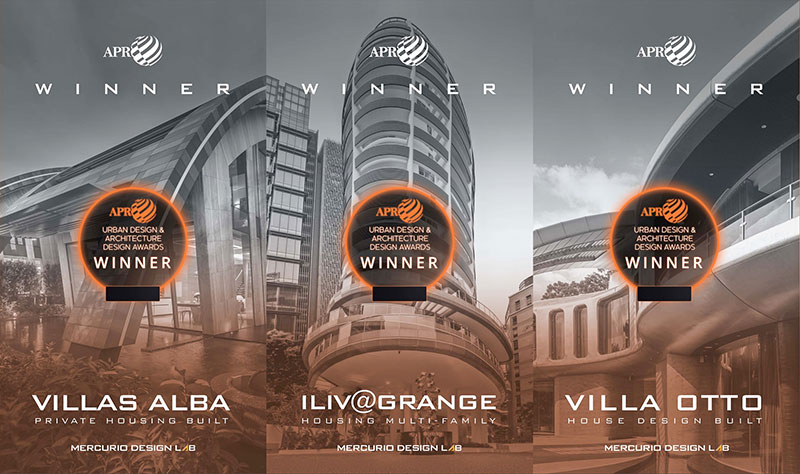 APR
WINNER
APR
URBAN DESIGN &
ARCHITECTURE
DESIGN AWARDS
WINNER
VILLAS ALBA
PRIVATE HOUSING BUILT
MERCURIO DESIGN LAB
APR
WINNER
APR
URBAN DESIGN &
ARCHITECTURE
DESIGN AWARDS
WINNER
ILIV@GRANGE
HOUSING MULTI-FAMILY
MERCURIO DESIGN LAB
APR
WINNER
APR
URBAN DESIGN &
ARCHITECTURE
DESIGN AWARDS
WINNER
VILLA OTTO
HOUSE DESIGN BUILT
MERCURIO DESIGN LAB